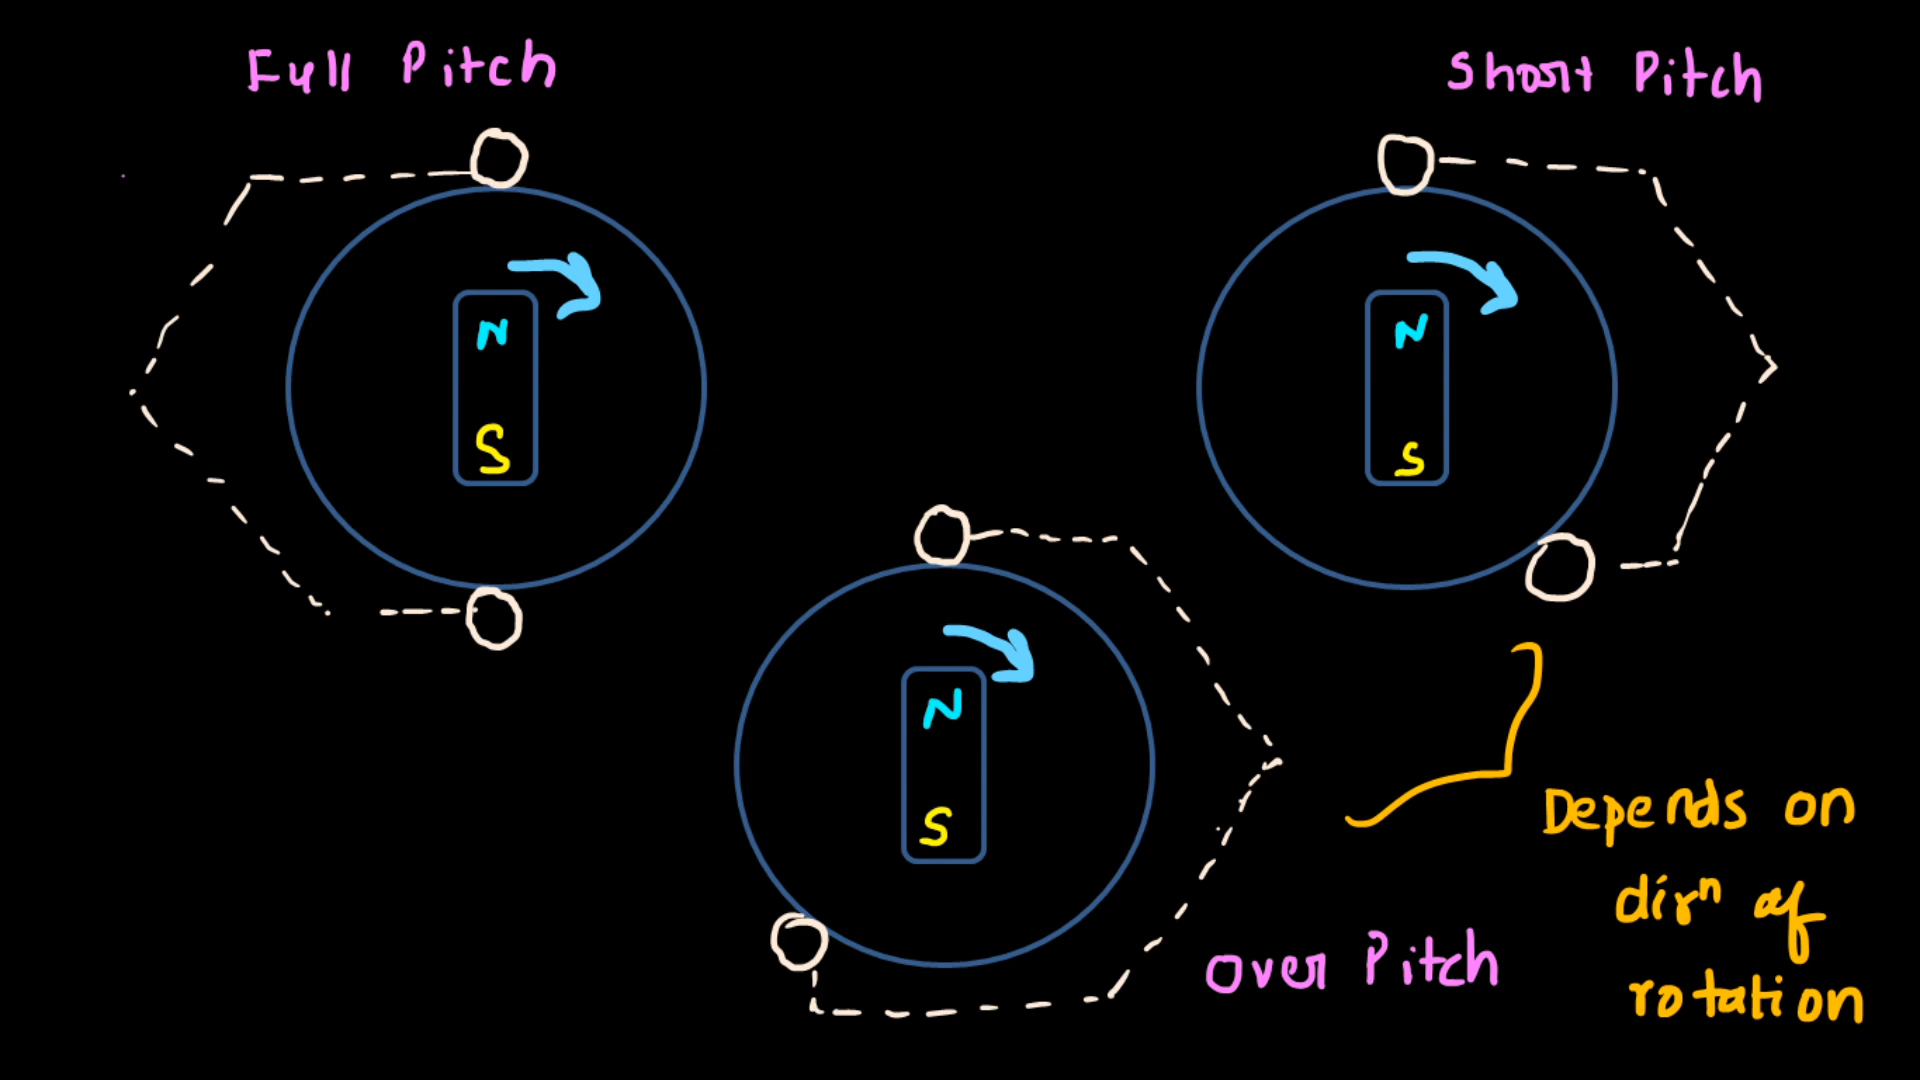 Full Pitch
Short Pitch
N
S
N
S
N
S
Over Pitch
Depends on
dirⁿ of
rotation